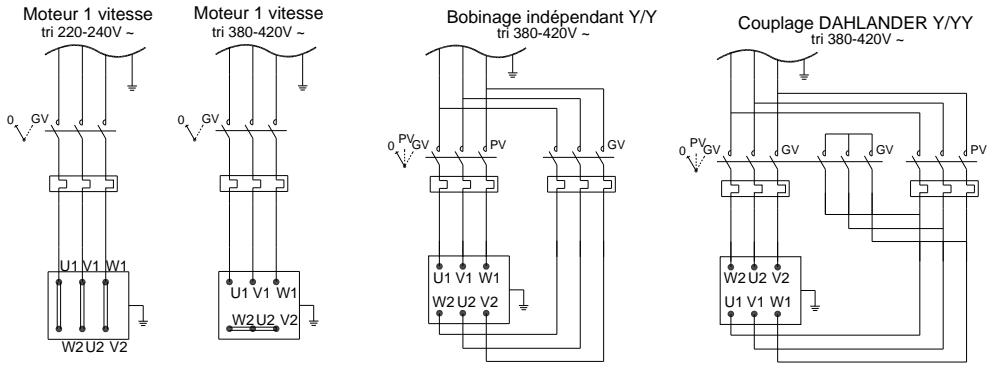 Moteur 1 vitesse
tri 220-240V ~
0 GV
U1 V1 W1
W2 U2 V2
Moteur 1 vitesse
tri 380-420V ~
0 GV
U1 V1 W1
W2 U2 V2
Bobinage indépendant Y/Y
tri 380-420V ~
0 PV GV
PV
GV
U1 V1 W1
W2 U2 V2
Couplage DAHLANDER Y/YY
tri 380-420V ~
0 PV GV
GV
GV
PV
W2 U2 V2
U1 V1 W1